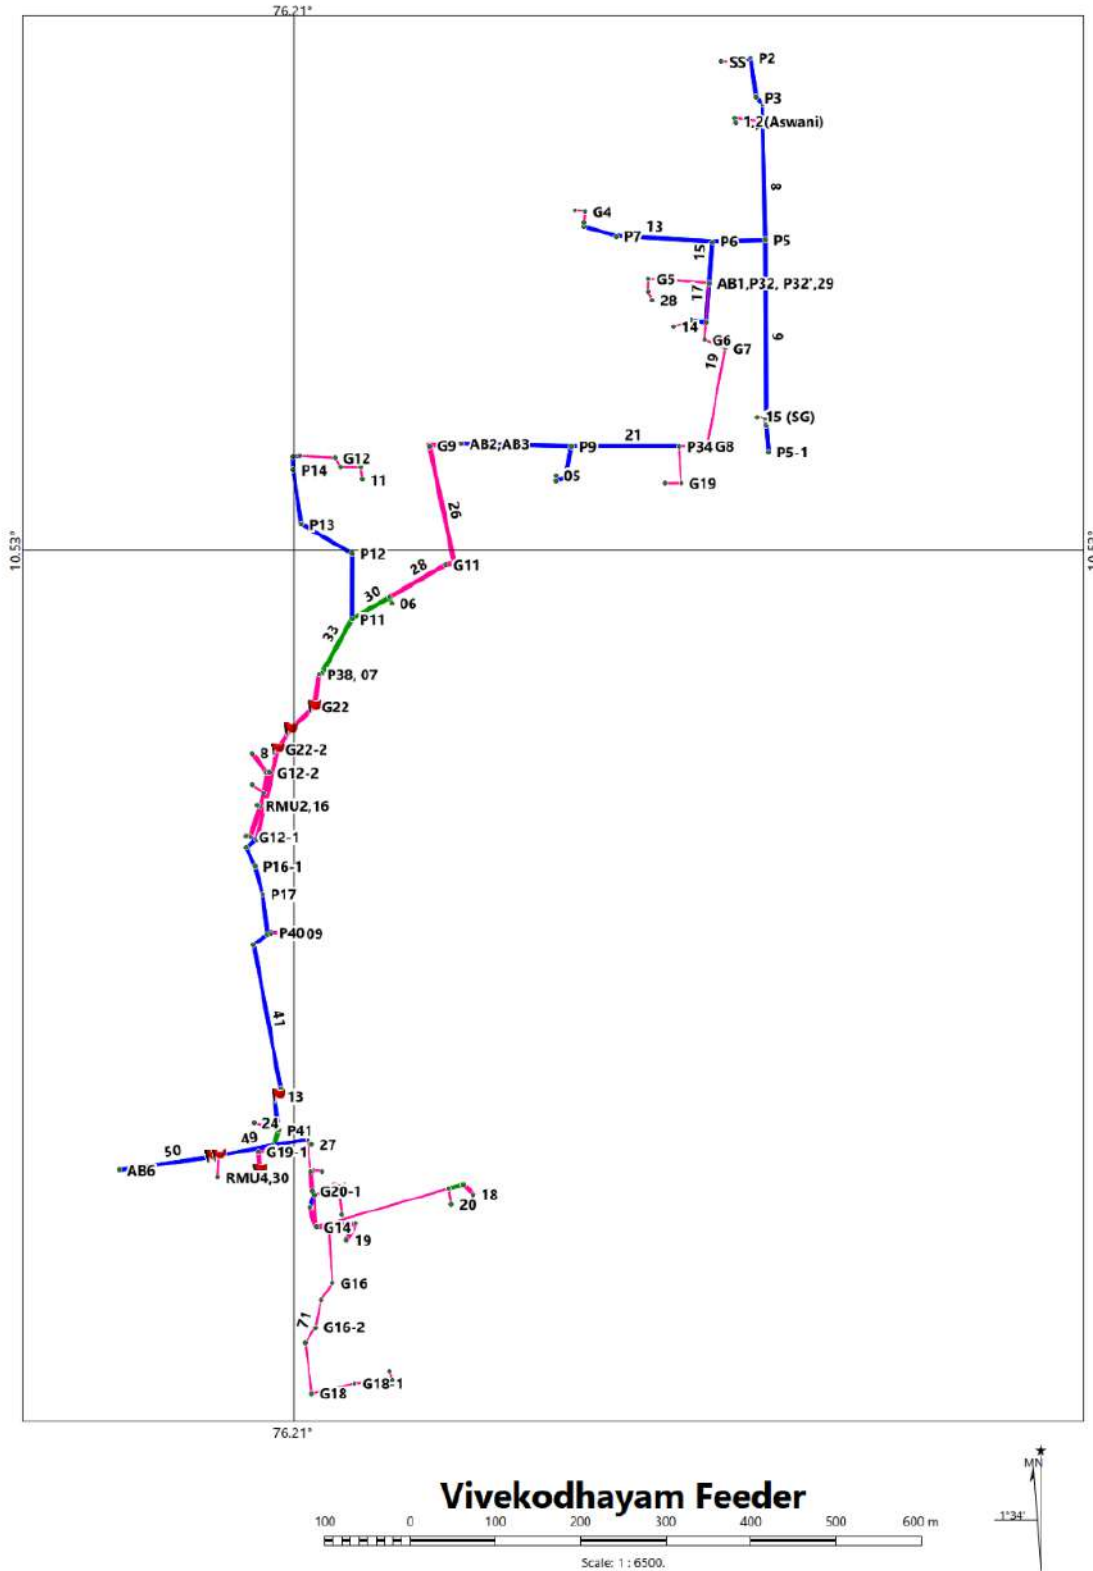 76.21°
SS
P2
P3
1,2(Aswani)
8
G4
13
P7
P6
P5
15
G5
AB1,P32, P32',29
17
28
14
G6
G7
6
19
15 (SG)
G9
AB2;AB3
P9
21
P34
G8
P5-1
G12
P14
11
05
G19
26
P13
10.53°
10.53°
P12
28
G11
30
06
P11
33
P38, 07
G22
G22-2
8
G12-2
RMU2,16
G12-1
P16-1
P17
P40
09
41
13
24
P41
49
27
50
G19-1
AB6
RMU4,30
G20-1
18
20
G14
19
G16
71
G16-2
G18-1
G18
76.21°
MN
Vivekodhayam Feeder
1°34'
100 0 100 200 300 400 500 600 m
Scale: 1 : 6500.